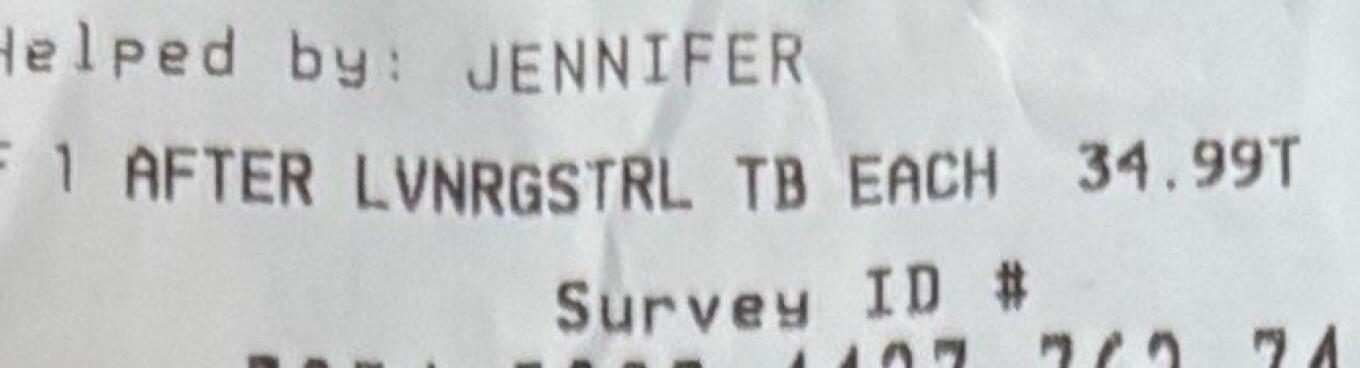 Helped by: JENNIFER
F 1 AFTER LVNRGSTRL TB EACH 34.99T
Survey ID #